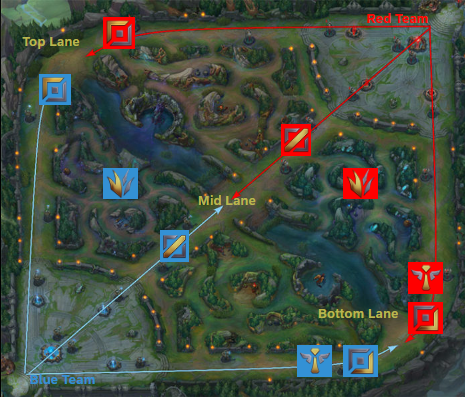 Red Team
Top Lane
Mid Lane
Bottom Lane
Blue Team